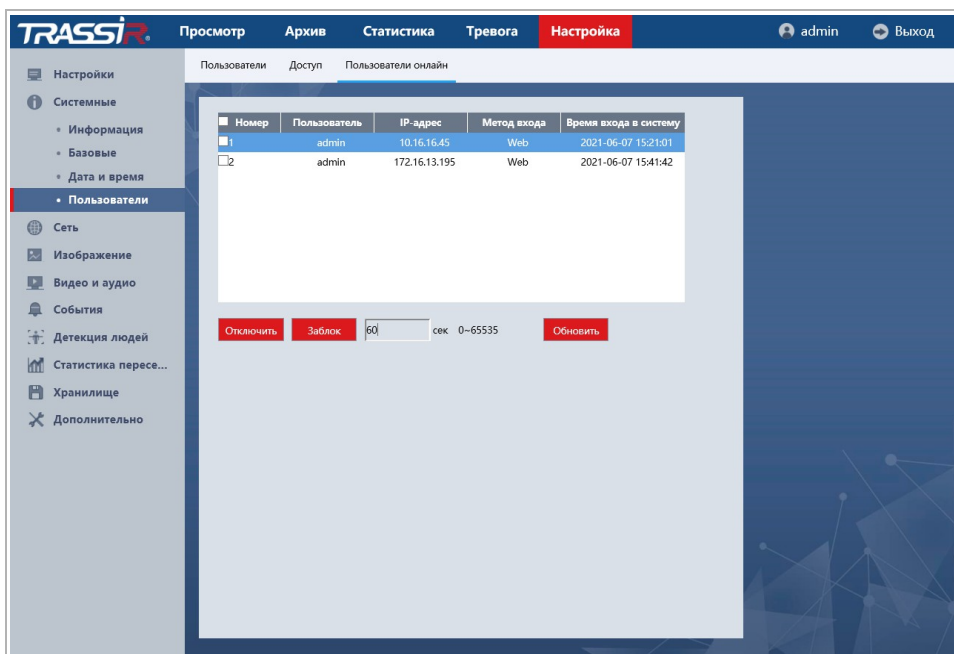 TRASSIR® Просмотр Архив Статистика Тревога Настройка admin Выход
Пользователи Доступ Пользователи онлайн
Настройки
Системные
• Информация
• Базовые
• Дата и время
• Пользователи
Сеть
Изображение
Видео и аудио
События
Детекция людей
Статистика пересе...
Хранилище
Дополнительно
Номер Пользователь IP-адрес Метод входа Время входа в систему
1 admin 10.16.16.45 Web 2021-06-07 15:21:01
2 admin 172.16.13.195 Web 2021-06-07 15:41:42
Отключить Заблок 60 сек 0~65535 Обновить